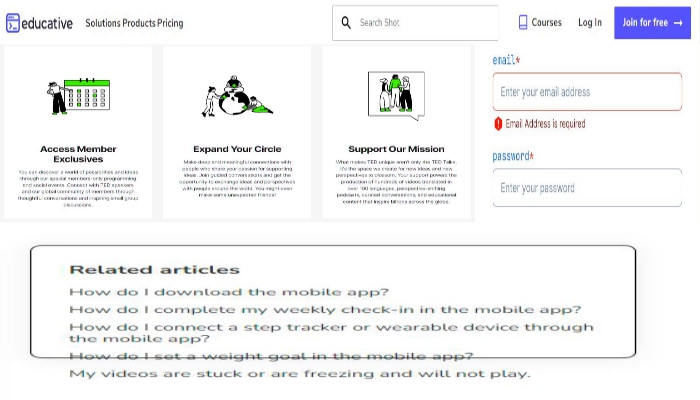 educative Solutions Products Pricing Search Shot Courses Log In Join for free →
Access Member
Exclusives
You can discover a world of possibilities and ideas
through our special members-only programming
and social events. Connect with TED speakers
and our global community of members through
thoughtful conversations and inspiring small group
discussions.
Expand Your Circle
Make deep and meaningful connections with
people who share your passion for supporting
ideas. Join guided conversations and get the
opportunity to exchange ideas and perspectives
with people around the world. You might even
make some unexpected friends!
Support Our Mission
What makes TED unique isn't only the TED Talks,
it's the space we create for new ideas and new
perspectives to blossom. Your support powers the
production of hundreds of videos translated in
over 100 languages, perspective-shifting
podcasts, curated conversations, and educational
content that inspire billions across the globe.
email*
Enter your email address
Email Address is required
password*
Enter your password
Related articles
How do I download the mobile app?
How do I complete my weekly check-in in the mobile app?
How do I connect a step tracker or wearable device through
the mobile app?
How do I set a weight goal in the mobile app?
My videos are stuck or are freezing and will not play.